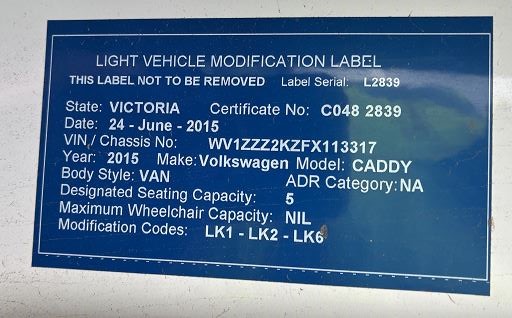 LIGHT VEHICLE MODIFICATION LABEL
THIS LABEL NOT TO BE REMOVED Label Serial: L2839
State: VICTORIA Certificate No: C048 2839
Date: 24 - June - 2015
VIN / Chassis No: WV1ZZZ2KZFX113317
Year: 2015 Make: Volkswagen Model: CADDY
Body Style: VAN ADR Category: NA
Designated Seating Capacity: 5
Maximum Wheelchair Capacity: NIL
Modification Codes: LK1 - LK2 - LK6